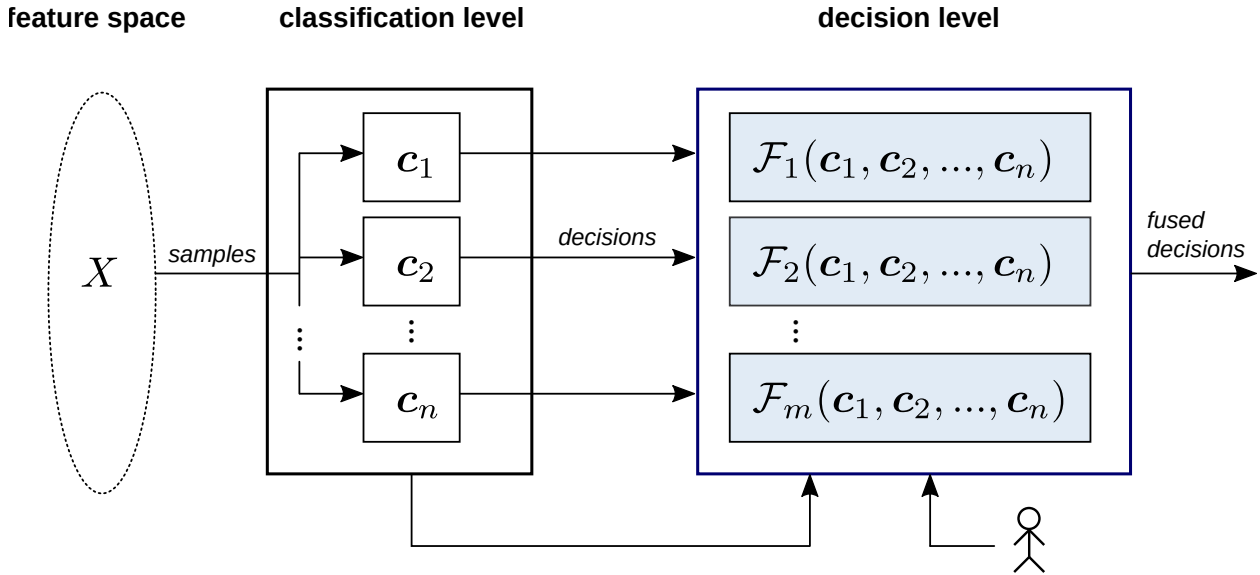 feature space
classification level
decision level
X
samples
c₁
c₂
⋮
⋮
cₙ
decisions
ℱ₁(c₁, c₂, ..., cₙ)
ℱ₂(c₁, c₂, ..., cₙ)
⋮
ℱₘ(c₁, c₂, ..., cₙ)
fused
decisions